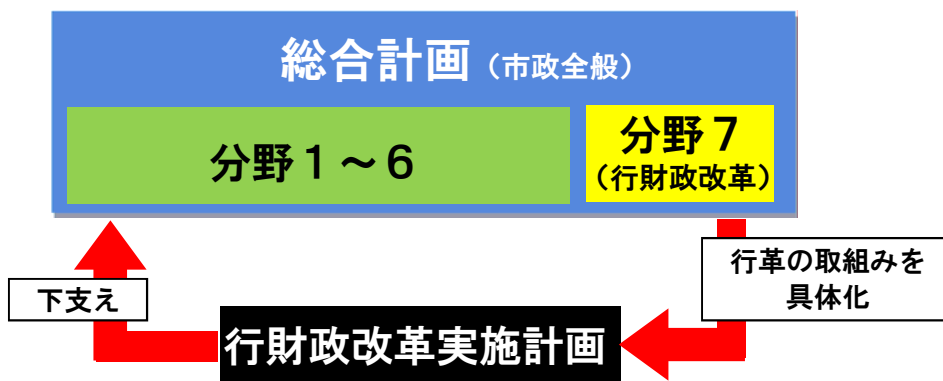 総合計画（市政全般）
分野１～６
分野７
（行財政改革）
行革の取組みを
具体化
下支え
行財政改革実施計画